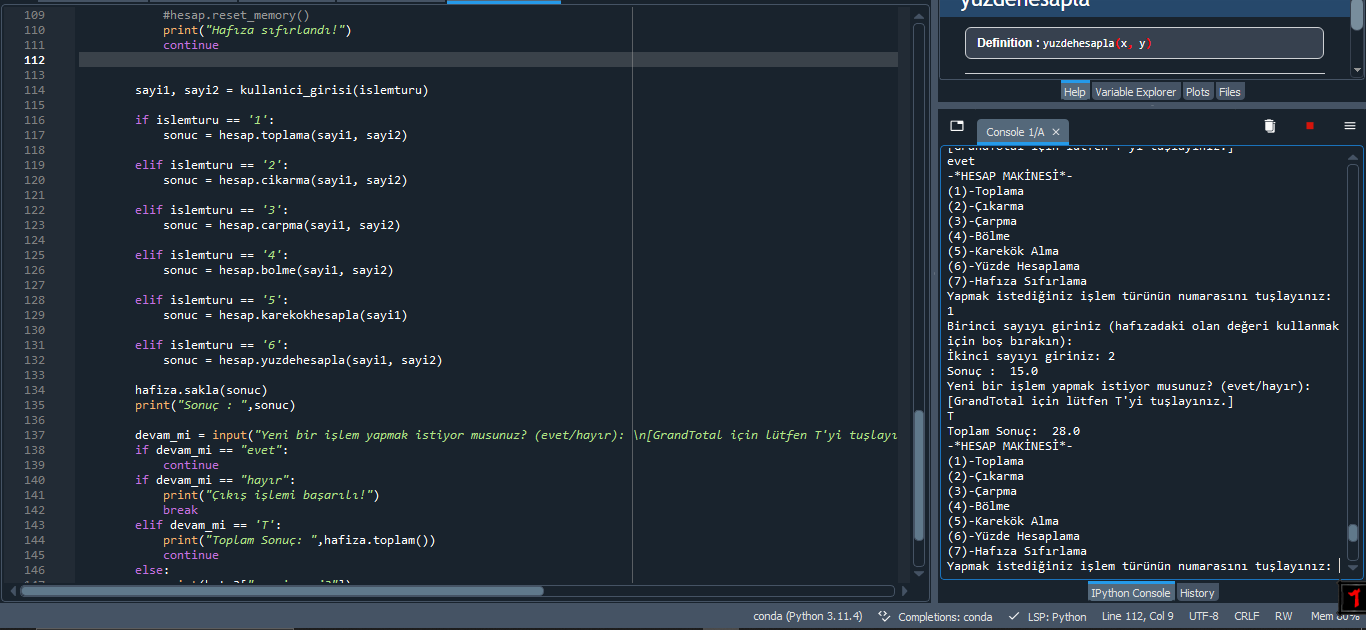 109 #hesap.reset_memory()
110 print("Hafıza sıfırlandı!")
111 continue
112
113
114 sayi1, sayi2 = kullanici_girisi(islemturu)
115
116 if islemturu == '1':
117 sonuc = hesap.toplama(sayi1, sayi2)
118
119 elif islemturu == '2':
120 sonuc = hesap.cikarma(sayi1, sayi2)
121
122 elif islemturu == '3':
123 sonuc = hesap.carpma(sayi1, sayi2)
124
125 elif islemturu == '4':
126 sonuc = hesap.bolme(sayi1, sayi2)
127
128 elif islemturu == '5':
129 sonuc = hesap.karekokhesapla(sayi1)
130
131 elif islemturu == '6':
132 sonuc = hesap.yuzdehesapla(sayi1, sayi2)
133
134 hafiza.sakla(sonuc)
135 print("Sonuç : ",sonuc)
136
137 devam_mi = input("Yeni bir işlem yapmak istiyor musunuz? (evet/hayır): \n[GrandTotal için lütfen T'yi tuşlayı
138 if devam_mi == "evet":
139 continue
140 if devam_mi == "hayır":
141 print("Çıkış işlemi başarılı!")
142 break
143 elif devam_mi == 'T':
144 print("Toplam Sonuç: ",hafiza.toplam())
145 continue
146 else:
yuzdehesapla
Definition : yuzdehesapla(x, y)
Help Variable Explorer Plots Files
Console 1/A ×
[GrandTotal için lütfen T'yi tuşlayınız.]
evet
-*HESAP MAKİNESİ*-
(1)-Toplama
(2)-Çıkarma
(3)-Çarpma
(4)-Bölme
(5)-Karekök Alma
(6)-Yüzde Hesaplama
(7)-Hafıza Sıfırlama
Yapmak istediğiniz işlem türünün numarasını tuşlayınız:
1
Birinci sayıyı giriniz (hafızadaki olan değeri kullanmak
için boş bırakın):
İkinci sayıyı giriniz: 2
Sonuç :  15.0
Yeni bir işlem yapmak istiyor musunuz? (evet/hayır):
[GrandTotal için lütfen T'yi tuşlayınız.]
T
Toplam Sonuç:  28.0
-*HESAP MAKİNESİ*-
(1)-Toplama
(2)-Çıkarma
(3)-Çarpma
(4)-Bölme
(5)-Karekök Alma
(6)-Yüzde Hesaplama
(7)-Hafıza Sıfırlama
Yapmak istediğiniz işlem türünün numarasını tuşlayınız:
IPython Console History
conda (Python 3.11.4) Completions: conda LSP: Python Line 112, Col 9 UTF-8 CRLF RW Mem